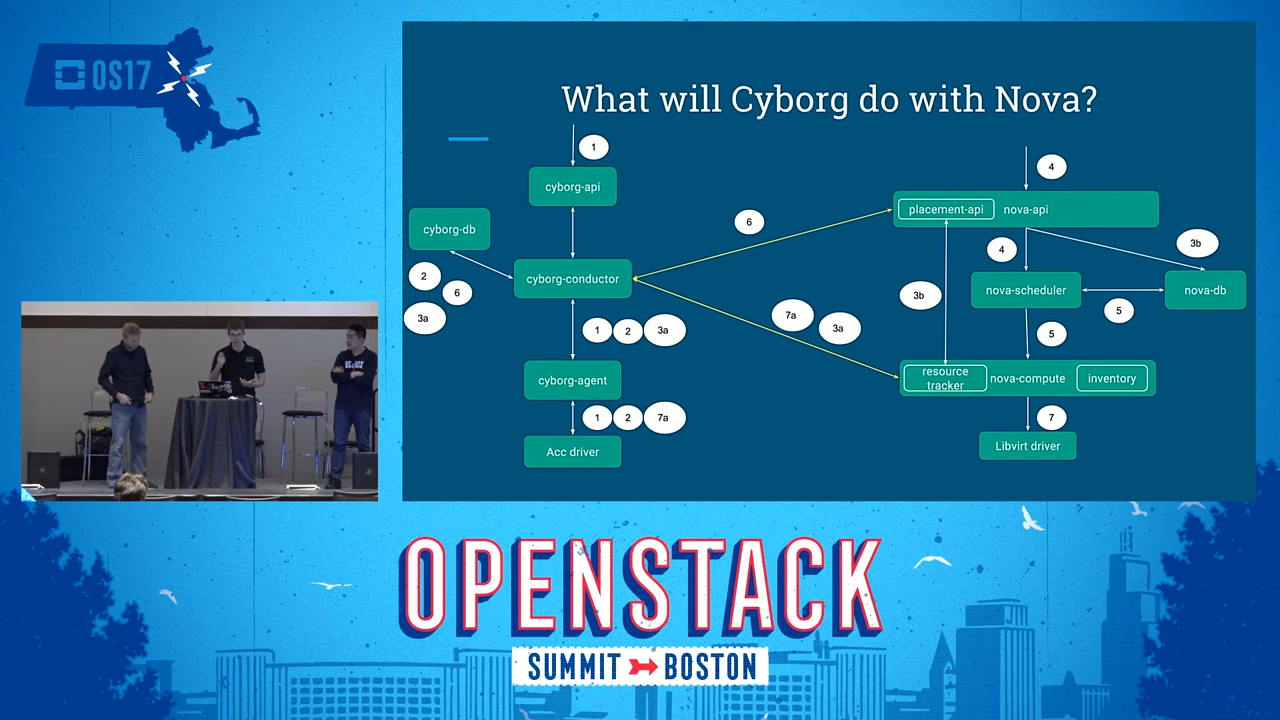 OS17
What will Cyborg do with Nova?
1
cyborg-api
cyborg-db
2
6
3a
cyborg-conductor
1 2 3a
cyborg-agent
1 2 7a
Acc driver
6
7a
3a
4
placement-api nova-api
4
3b
3b
nova-scheduler
nova-db
5
5
resource
tracker
nova-compute
inventory
7
Libvirt driver
OPENSTACK
SUMMIT BOSTON